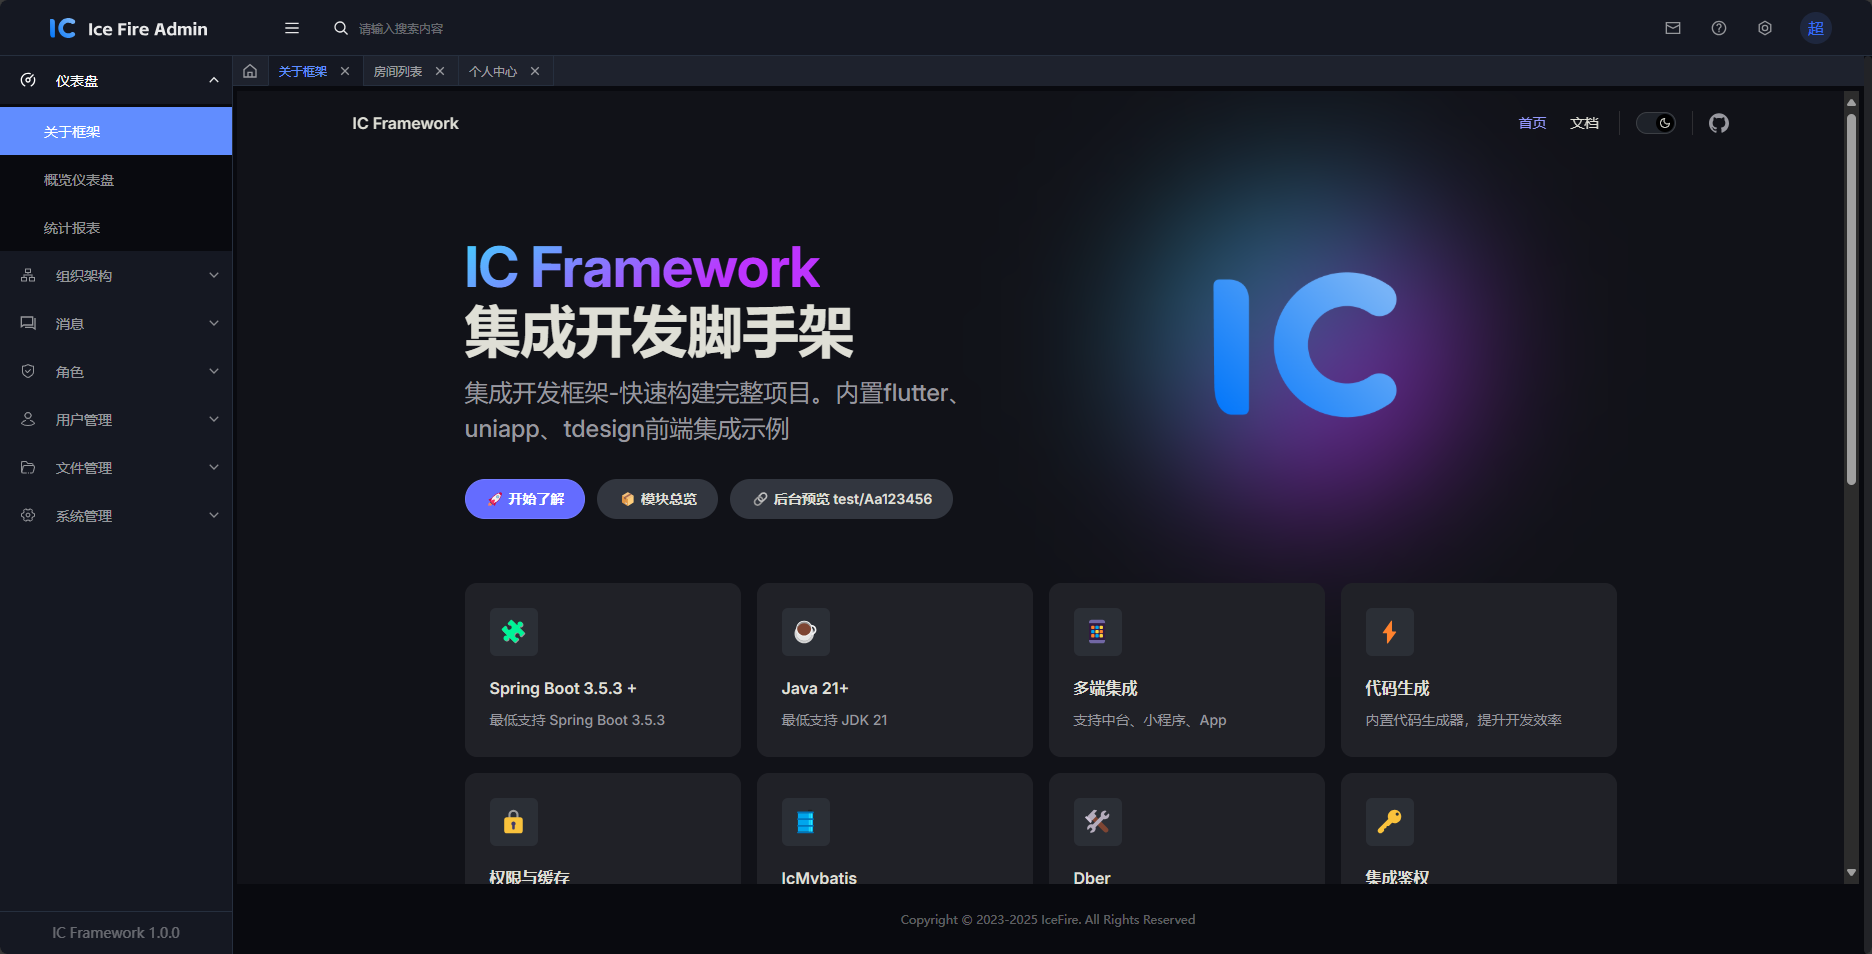 IC Ice Fire Admin
请输入搜索内容
超
仪表盘
关于框架
概览仪表盘
统计报表
组织架构
消息
角色
用户管理
文件管理
系统管理
IC Framework 1.0.0
关于框架
房间列表
个人中心
IC Framework
首页
文档
IC Framework
集成开发脚手架
集成开发框架-快速构建完整项目。内置flutter、
uniapp、tdesign前端集成示例
开始了解
模块总览
后台预览 test/Aa123456
IC
Spring Boot 3.5.3 +
最低支持 Spring Boot 3.5.3
Java 21+
最低支持 JDK 21
多端集成
支持中台、小程序、App
代码生成
内置代码生成器，提升开发效率
权限与缓存
IcMybatis
Dber
集成鉴权
Copyright © 2023-2025 IceFire. All Rights Reserved